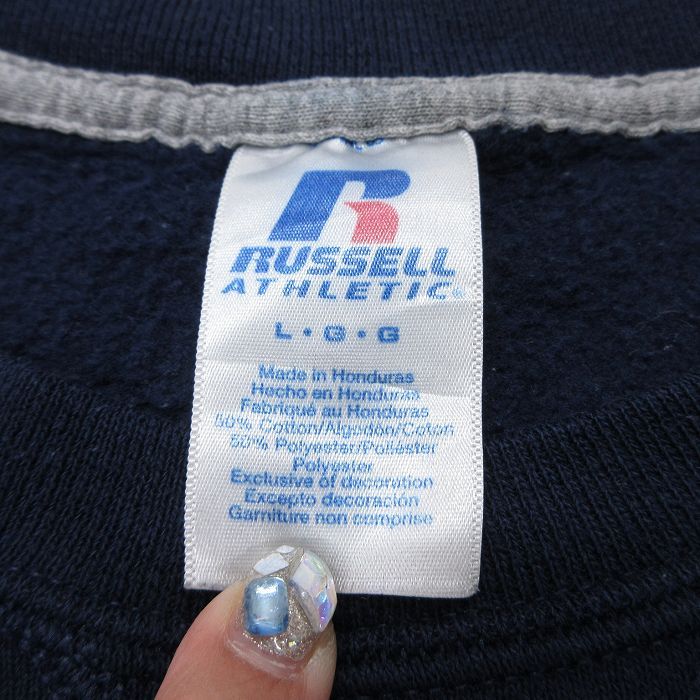 R
RUSSELL
ATHLETIC®
L • G • G
Made in Honduras
Hecho en Honduras
Fabriqué au Honduras
50% Cotton/Algodón/Coton
50% Polyester/Poliéster
Polyester
Exclusive of decoration
Excepto decoración
Garniture non comprise